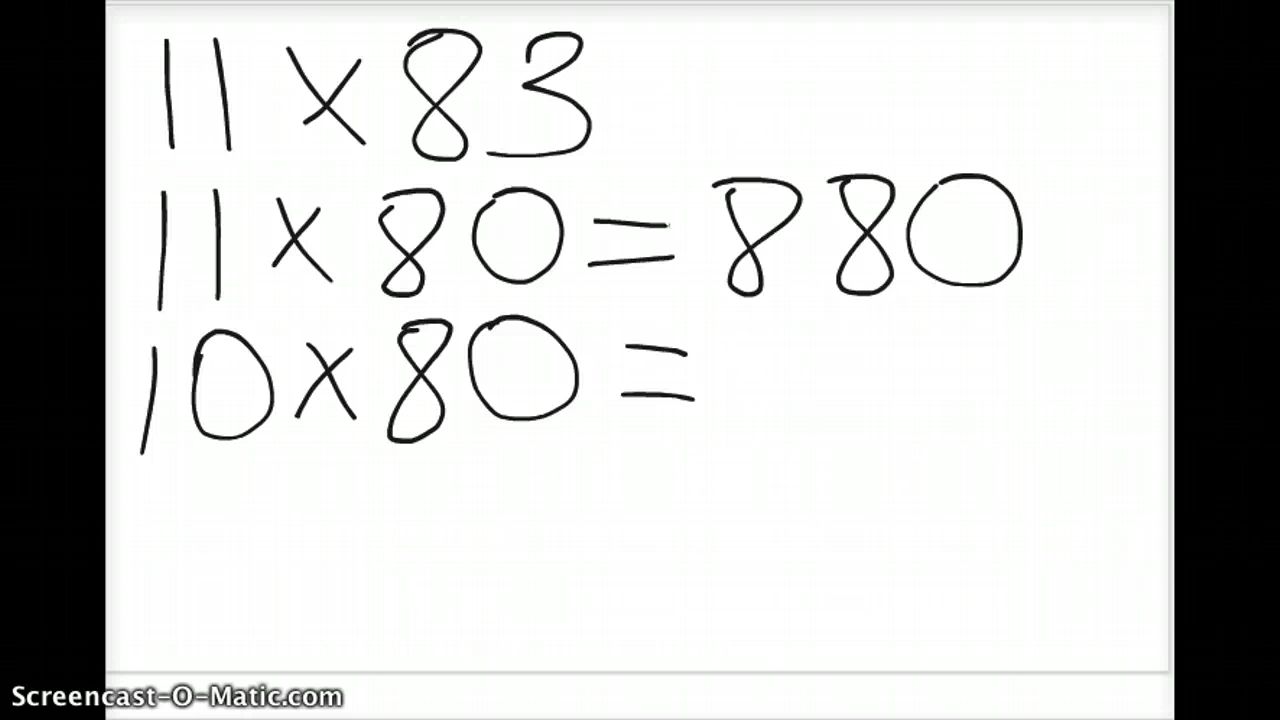 11 x 83
11 x 80 = 880
10 x 80 =
Screencast-O-Matic.com